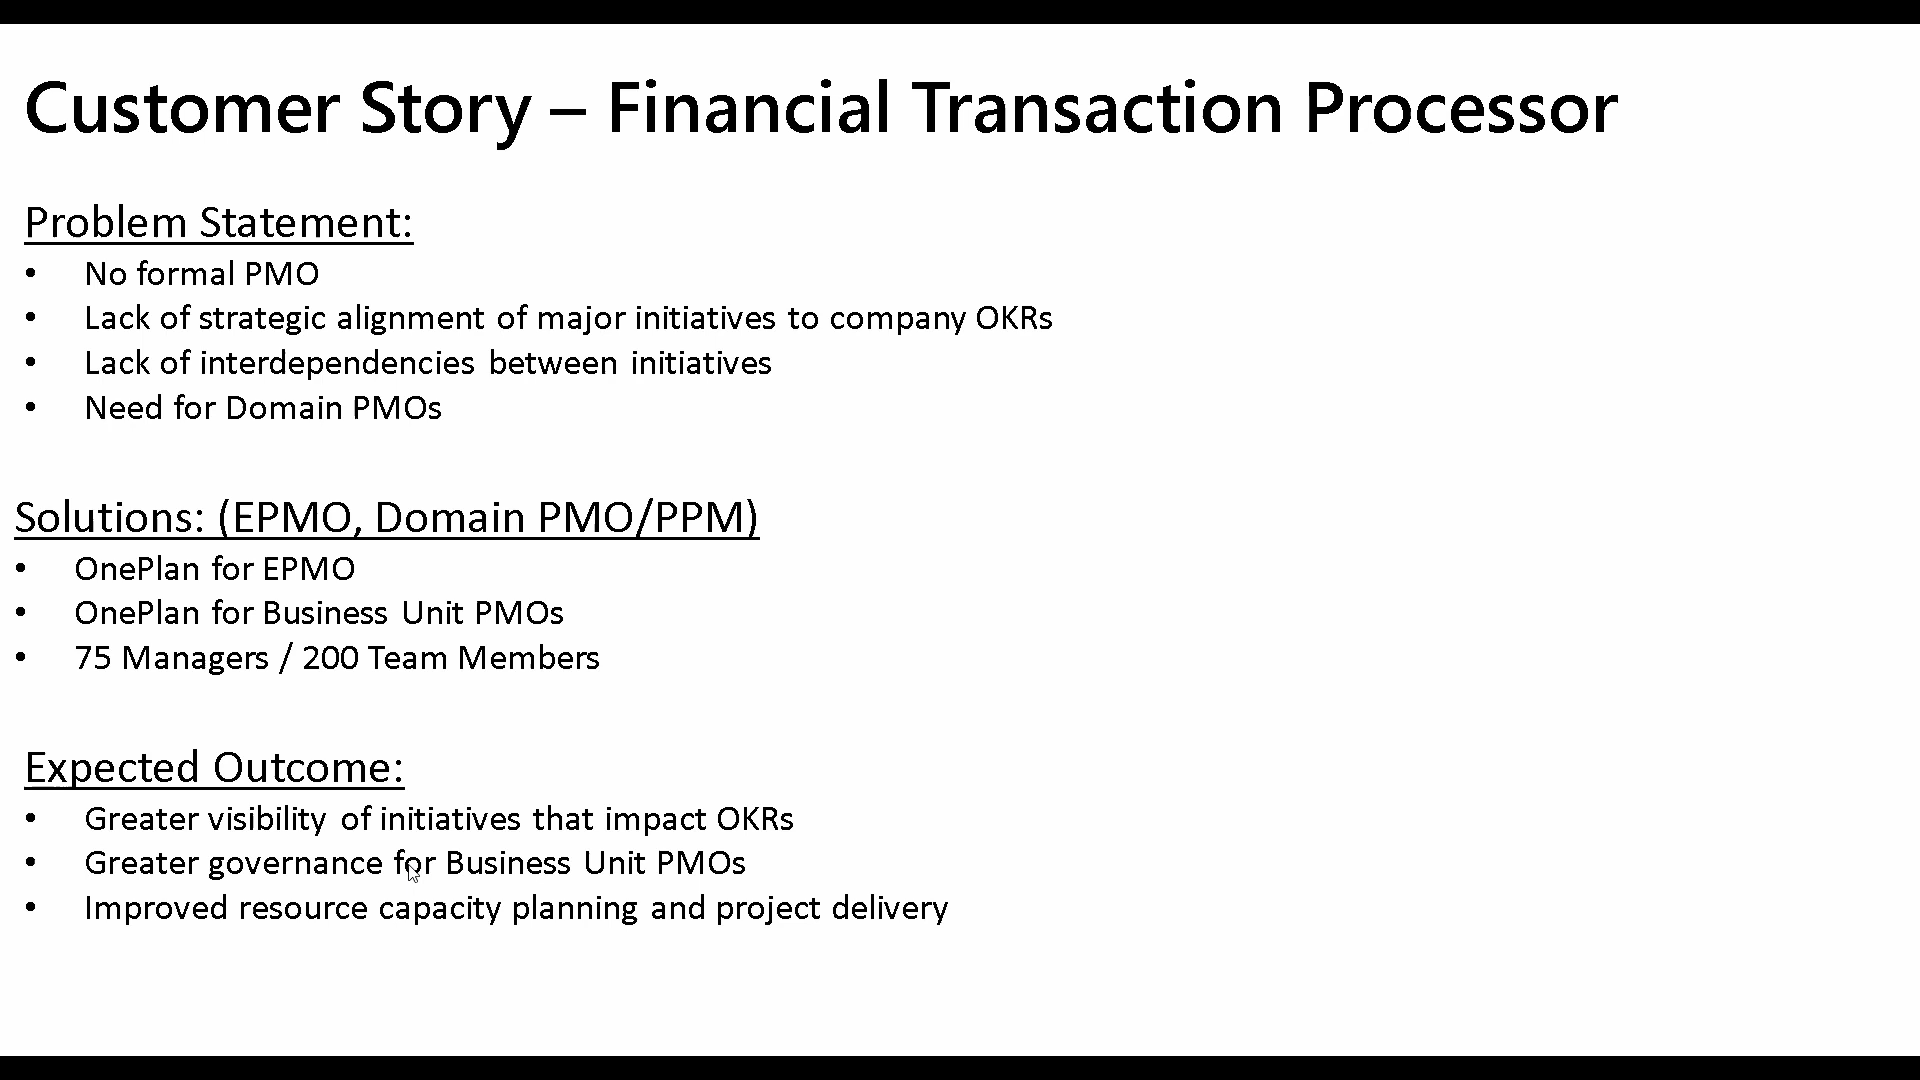 Customer Story – Financial Transaction Processor
Problem Statement:
• No formal PMO
• Lack of strategic alignment of major initiatives to company OKRs
• Lack of interdependencies between initiatives
• Need for Domain PMOs
Solutions: (EPMO, Domain PMO/PPM)
• OnePlan for EPMO
• OnePlan for Business Unit PMOs
• 75 Managers / 200 Team Members
Expected Outcome:
• Greater visibility of initiatives that impact OKRs
• Greater governance for Business Unit PMOs
• Improved resource capacity planning and project delivery